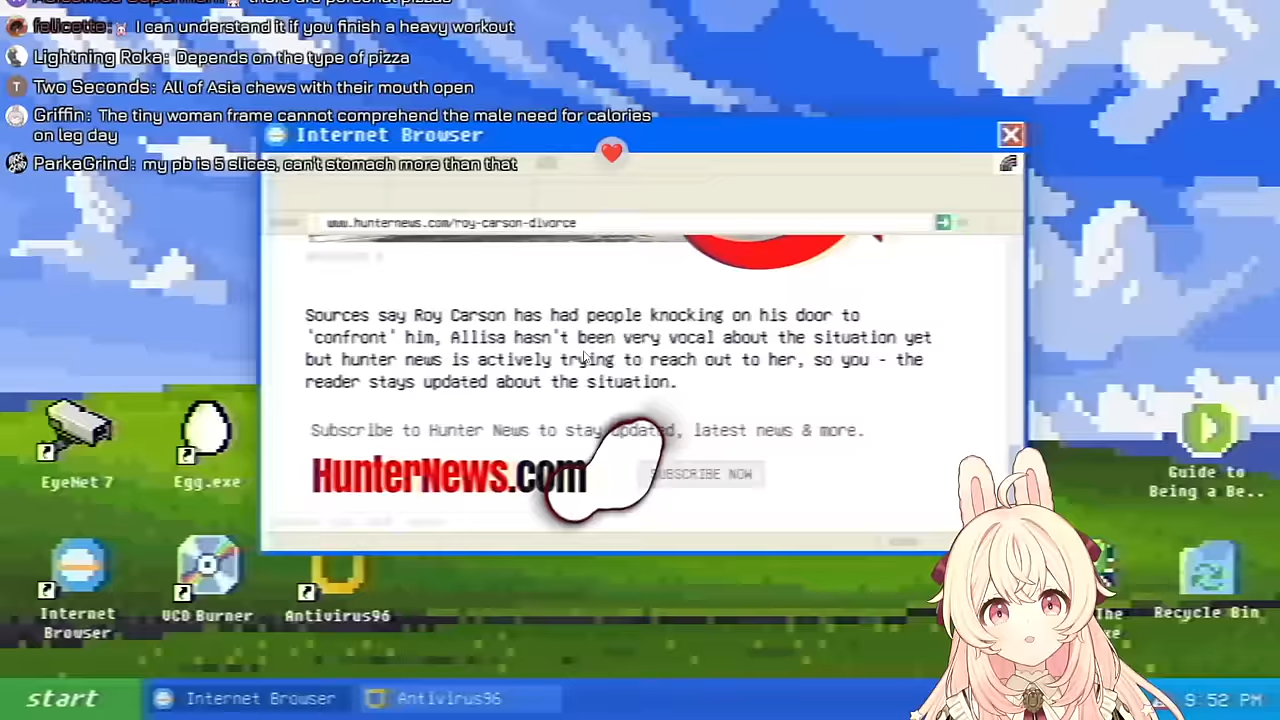 there are personal pizzas
felicette: I can understand it if you finish a heavy workout
Lightning Roka: Depends on the type of pizza
T Two Seconds: All of Asia chews with their mouth open
Griffin: The tiny woman frame cannot comprehend the male need for calories
on leg day
ParkaGrind: my pb is 5 slices, can't stomach more than that
Internet Browser
www.hunternews.com/roy-carson-divorce
Sources say Roy Carson has had people knocking on his door to
'confront' him, Allisa hasn't been very vocal about the situation yet
but hunter news is actively trying to reach out to her, so you - the
reader stays updated about the situation.
Subscribe to Hunter News to stay updated, latest news & more.
HunterNews.com
SUBSCRIBE NOW
EyeNet 7
Egg.exe
Internet
Browser
VCD Burner
Antivirus96
Guide to
Being a Be..
The
Recycle Bin
start
Internet Browser
Antivirus96
9:52 PM